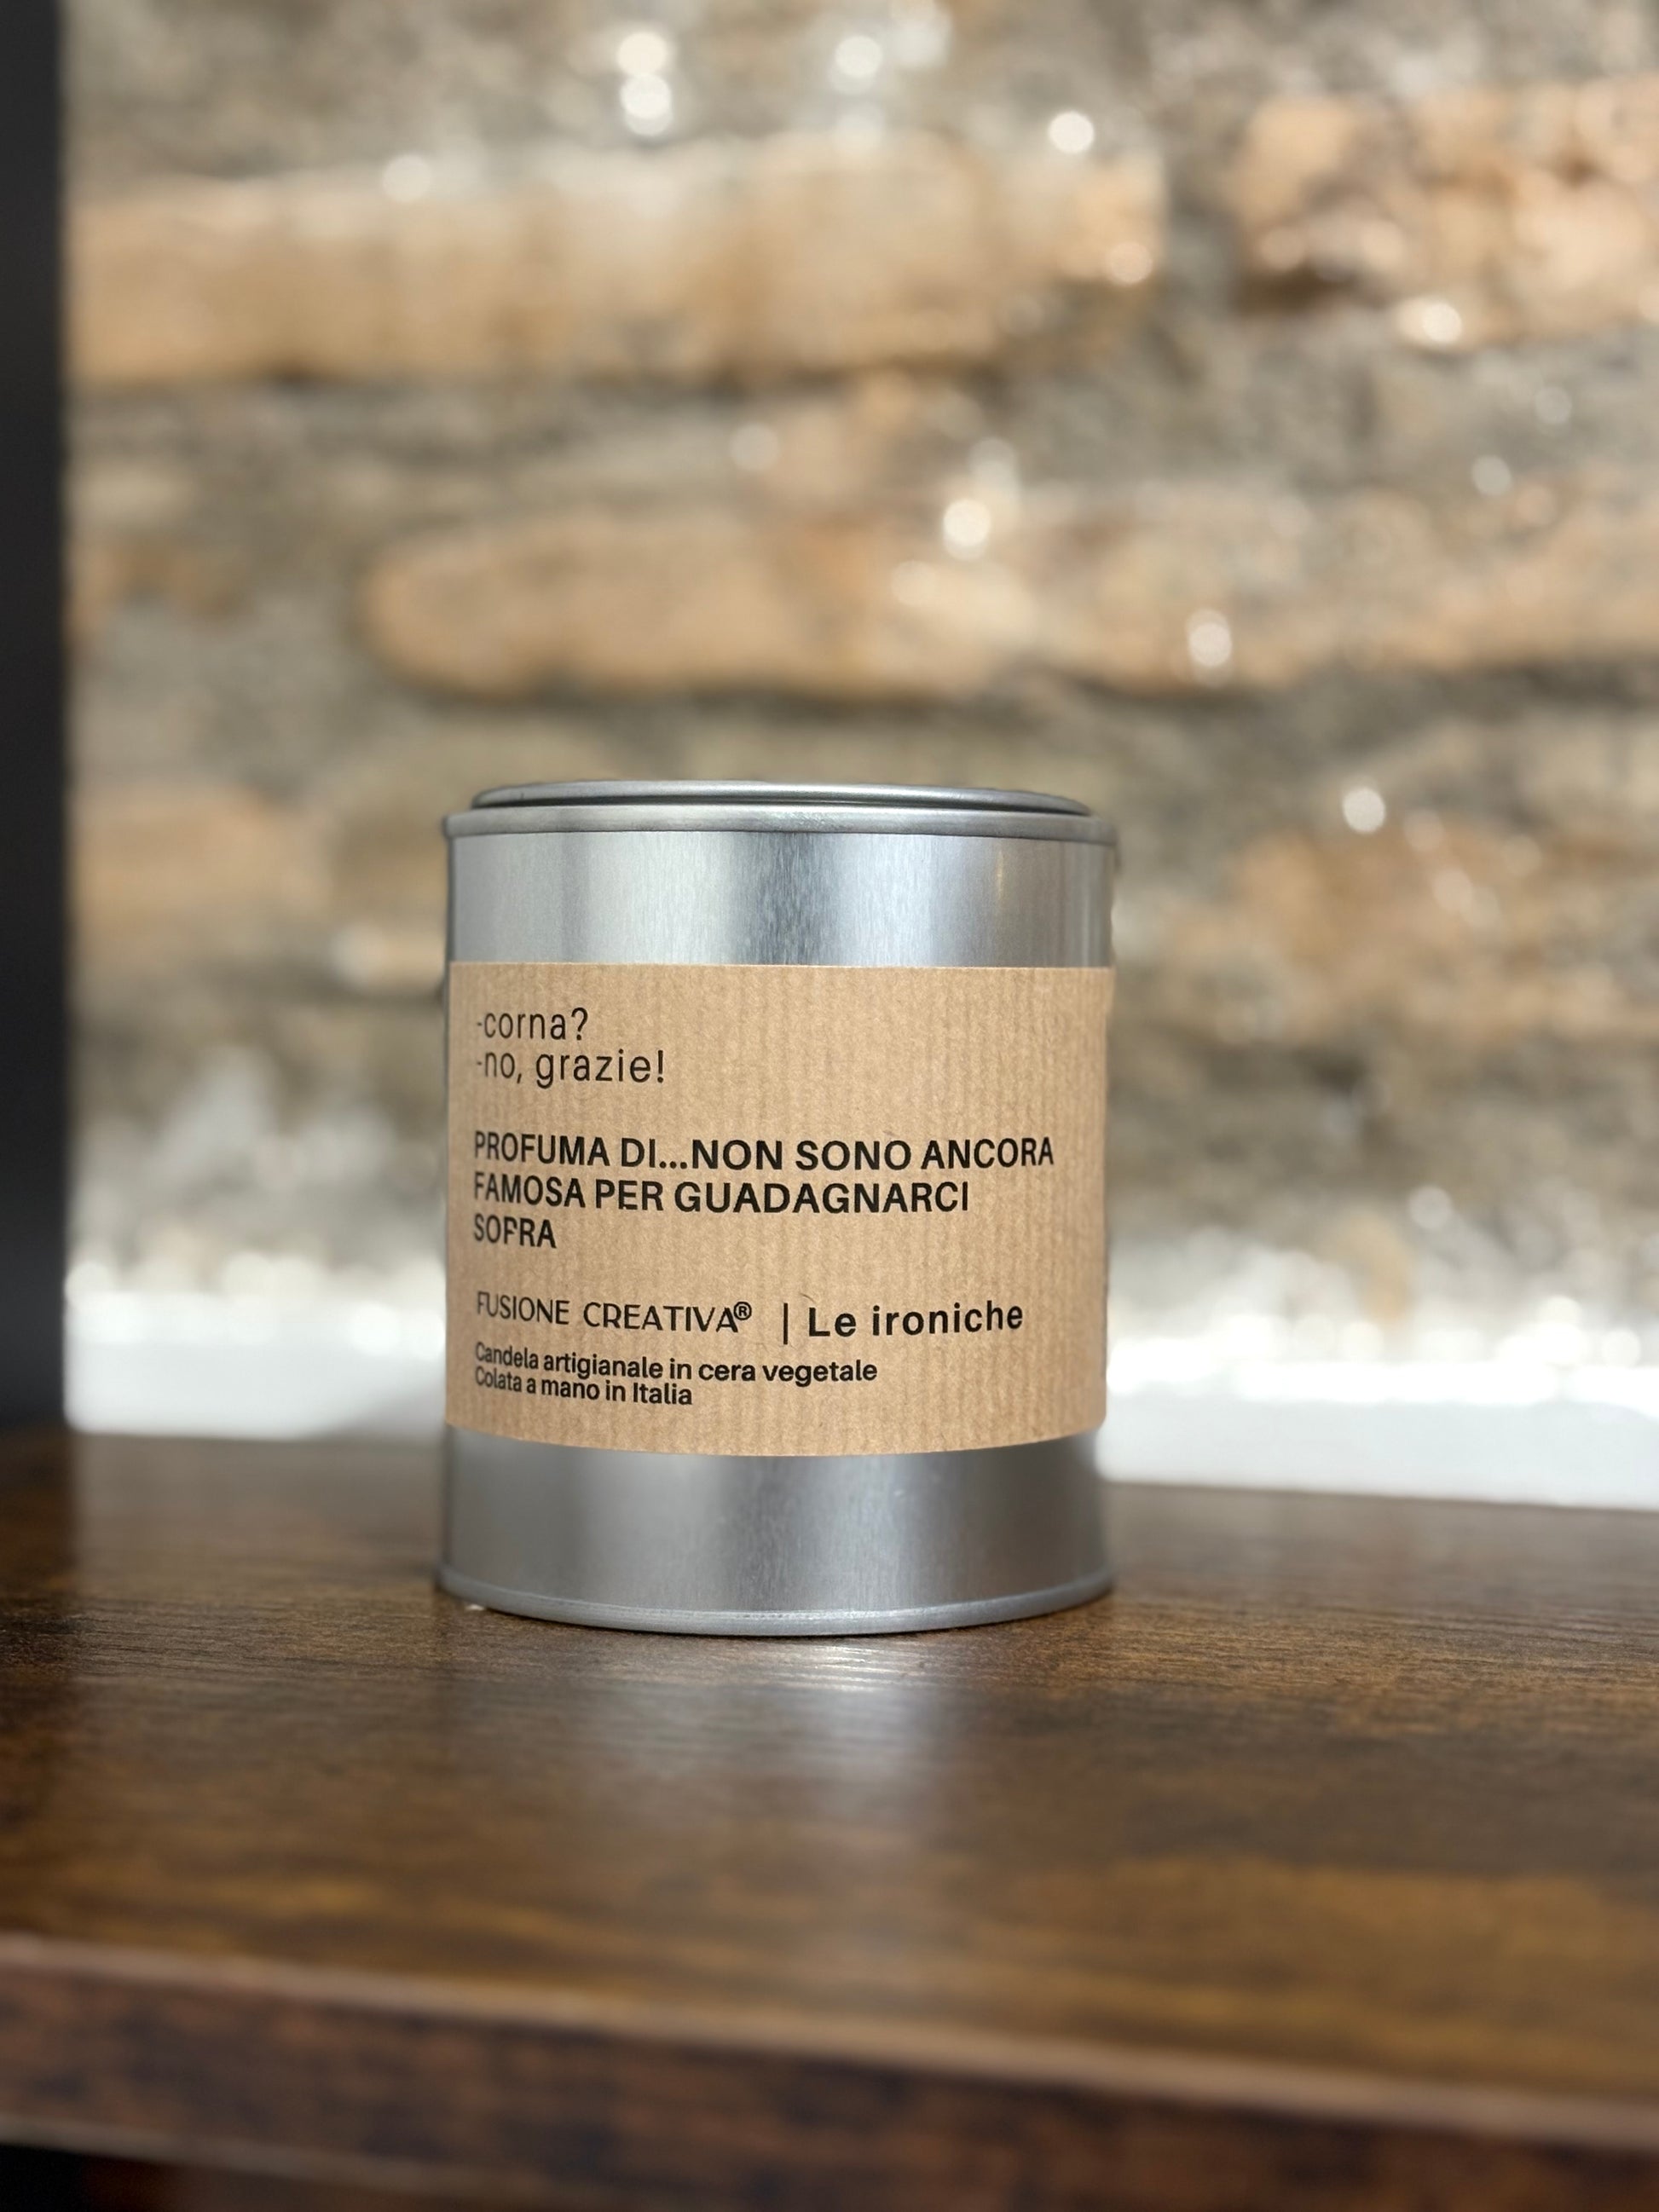 -corna?
-no, grazie!
PROFUMA DI...NON SONO ANCORA
FAMOSA PER GUADAGNARCI
SOPRA
FUSIONE CREATIVA® | Le ironiche
Candela artigianale in cera vegetale
Colata a mano in Italia